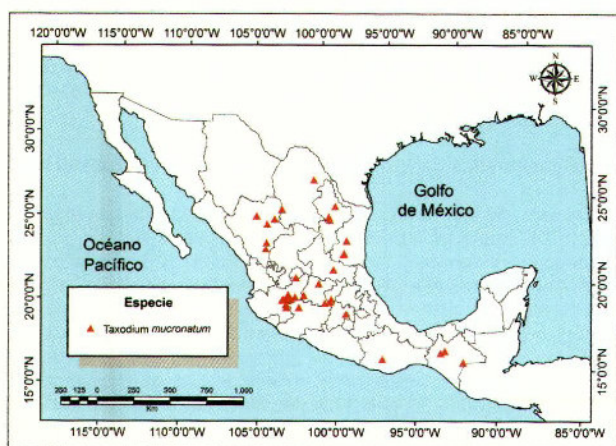 120°0'0"W 115°0'0"W 110°0'0"W 105°0'0"W 100°0'0"W 95°0'0"W 90°0'0"W 85°0'0"W
N
W E
S
30°0'0"N 30°0'0"N
Golfo
de México
25°0'0"N 25°0'0"N
Océano
Pacífico
20°0'0"N 20°0'0"N
Especie
Taxodium mucronatum
15°0'0"N 15°0'0"N
250 125 0 250 500 750 1,000
Km
115°0'0"W 110°0'0"W 105°0'0"W 100°0'0"W 95°0'0"W 90°0'0"W